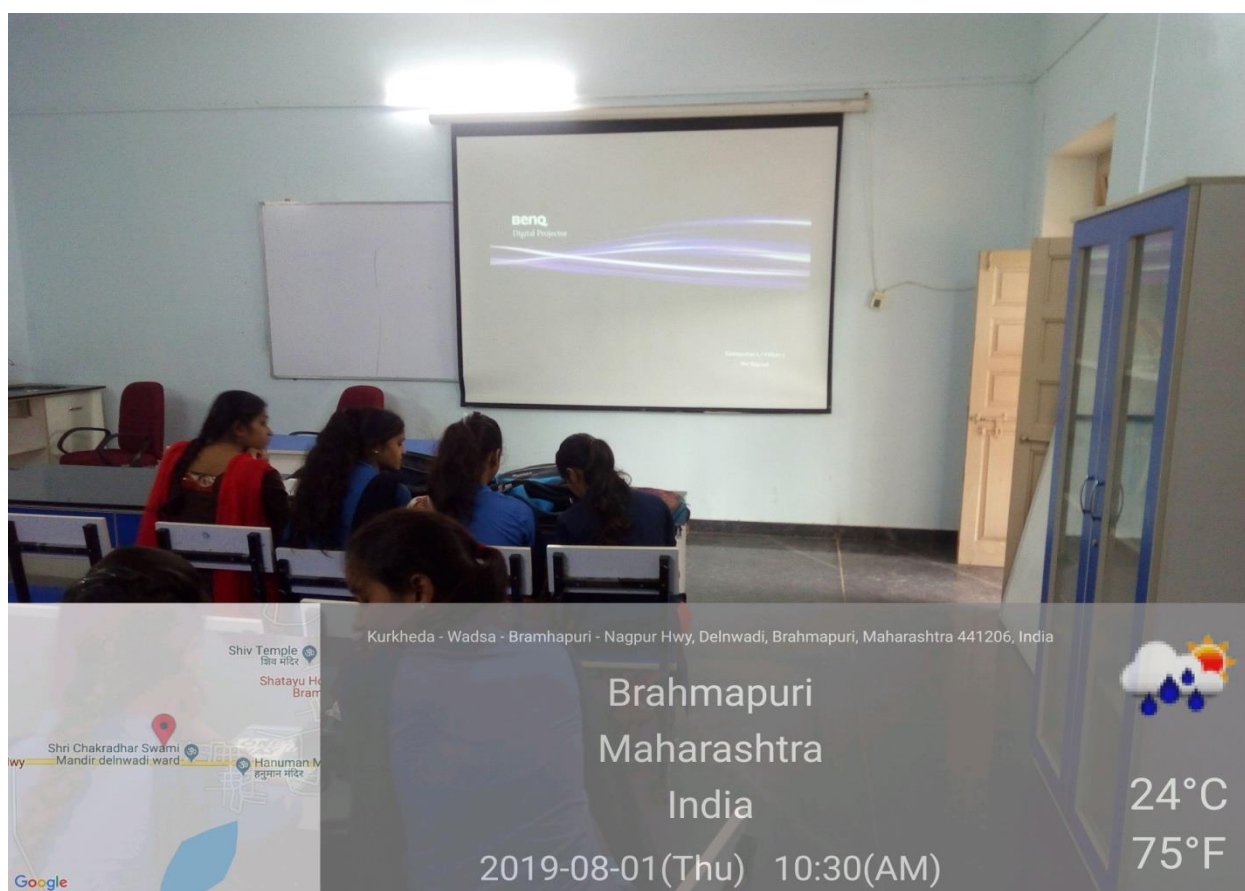 BenQ
Digital Projector
Shiv Temple
शिव मंदिर
Shatayu
Bram
Shri Chakradhar Swami
Mandir delnwadi ward
Hanuman M
हनुमान मंदिर
Google
Kurkheda - Wadsa - Bramhapuri - Nagpur Hwy, Delnwadi, Brahmapuri, Maharashtra 441206, India
Brahmapuri
Maharashtra
India
2019-08-01(Thu) 10:30(AM)
24°C
75°F